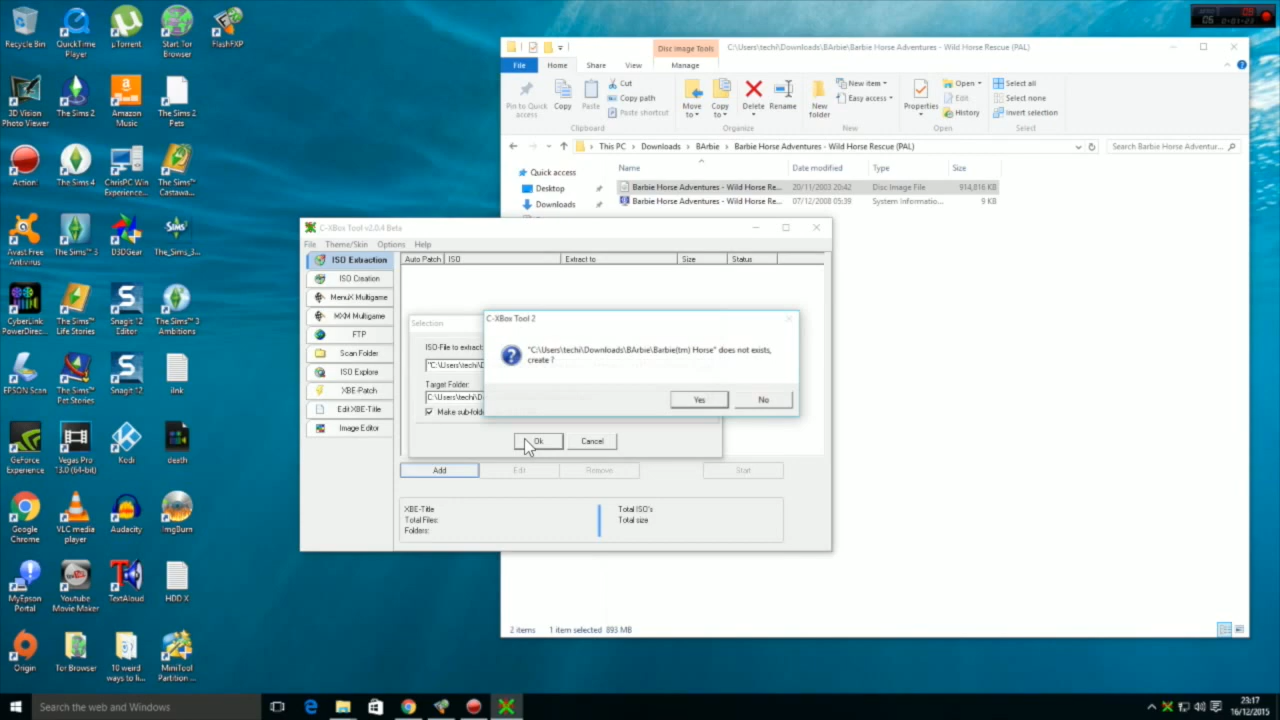 Recycle Bin
QuickTime Player
µTorrent
Start Tor Browser
FlashFXP
3D Vision Photo Viewer
The Sims 2
Amazon Music
The Sims 2 Pets
Action!
The Sims 4
ChrisPC Win Experience...
The Sims™ Castawa...
Avast Free Antivirus
The Sims™ 3
D3DGear
The_Sims_3...
CyberLink PowerDirec...
The Sims™ Life Stories
Snagit 12 Editor
The Sims™ 3 Ambitions
EPSON Scan
The Sims™ Pet Stories
Snagit 12
ilnk
GeForce Experience
Vegas Pro 13.0 (64-bit)
Kodi
death
Google Chrome
VLC media player
Audacity
ImgBurn
MyEpson Portal
Youtube Movie Maker
TextAloud
HDD X
Origin
Tor Browser
10 weird ways to li...
MiniTool Partition ...
Disc Image Tools
C:\Users\techi\Downloads\BArbie\Barbie Horse Adventures - Wild Horse Rescue (PAL)
File Home Share View Manage
Pin to Quick access
Copy
Paste
Cut
Copy path
Paste shortcut
Clipboard
Move to
Copy to
Delete
Rename
Organize
New folder
New item
Easy access
New
Properties
Open
Edit
History
Open
Select all
Select none
Invert selection
Select
This PC > Downloads > BArbie > Barbie Horse Adventures - Wild Horse Rescue (PAL)
Search Barbie Horse Adventur...
Quick access
Desktop
Downloads
Name Date modified Type Size
Barbie Horse Adventures - Wild Horse Re... 20/11/2003 20:42 Disc Image File 914,816 KB
Barbie Horse Adventures - Wild Horse Re... 07/12/2008 05:39 System Informatio... 9 KB
C-XBox Tool v2.0.4 Beta
File Theme/Skin Options Help
ISO Extraction
ISO Creation
MenuX Multigame
MXM Multigame
FTP
Scan Folder
ISO Explore
XBE-Patch
Edit XBE-Title
Image Editor
Auto Patch ISO Extract to Size Status
Selection
ISO-File to extract:
"C:\Users\techi\D
Target Folder:
C:\Users\techi\D
Make sub-fold
Ok Cancel
C-XBox Tool 2
"C:\Users\techi\Downloads\BArbie\Barbie(tm) Horse" does not exists,
create ?
Yes No
Add Edit Remove Start
XBE-Title
Total Files:
Folders:
Total ISO's
Total size
2 items 1 item selected 893 MB
Search the web and Windows
23:17
16/12/2015